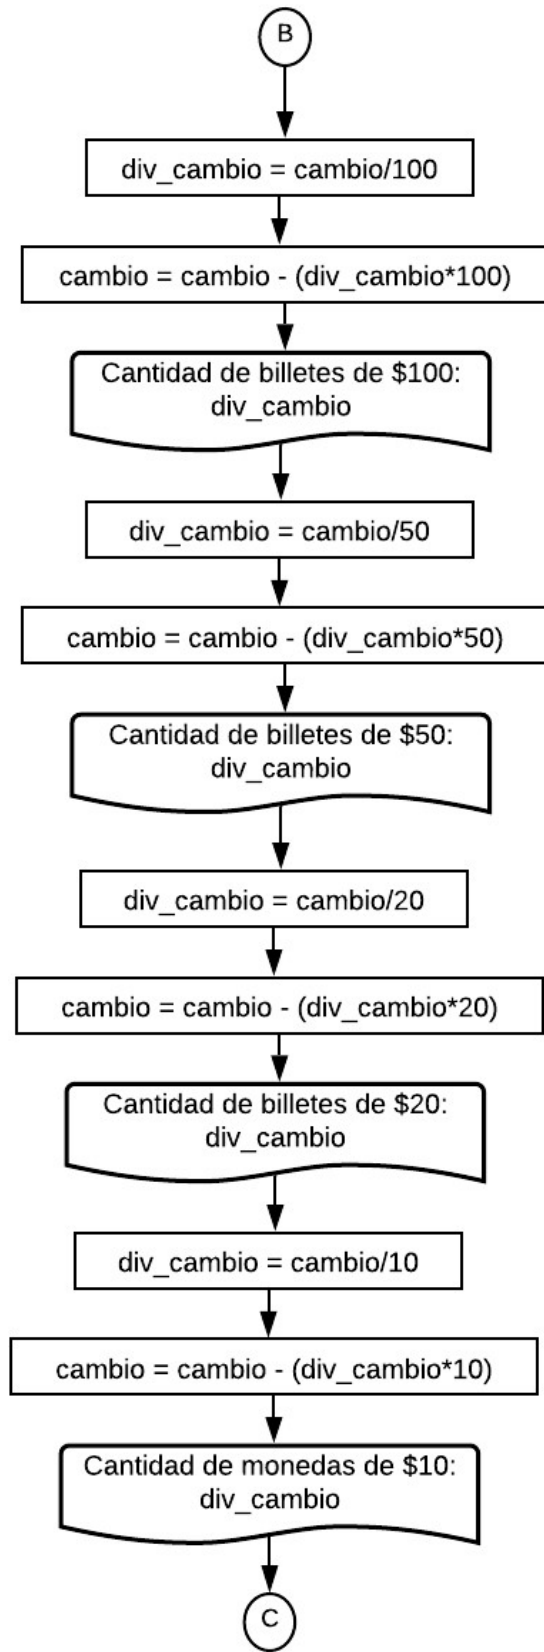 B
div_cambio = cambio/100
cambio = cambio - (div_cambio*100)
Cantidad de billetes de $100:
div_cambio
div_cambio = cambio/50
cambio = cambio - (div_cambio*50)
Cantidad de billetes de $50:
div_cambio
div_cambio = cambio/20
cambio = cambio - (div_cambio*20)
Cantidad de billetes de $20:
div_cambio
div_cambio = cambio/10
cambio = cambio - (div_cambio*10)
Cantidad de monedas de $10:
div_cambio
C